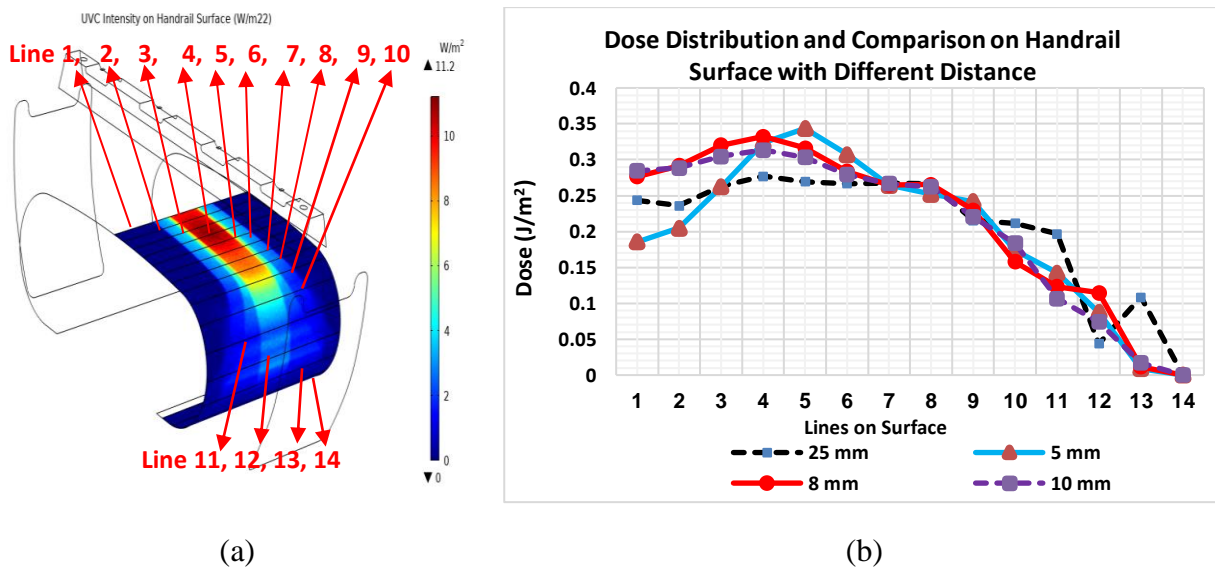 UVC Intensity on Handrail Surface (W/m22)
Line 1, 2, 3, 4, 5, 6, 7, 8, 9, 10
W/m²
▲ 11.2
10
8
6
4
2
0
▼ 0
Line 11, 12, 13, 14
(a)
Dose Distribution and Comparison on Handrail
Surface with Different Distance
Dose (J/m²)
0.4
0.35
0.3
0.25
0.2
0.15
0.1
0.05
0
1 2 3 4 5 6 7 8 9 10 11 12 13 14
Lines on Surface
25 mm 5 mm
8 mm 10 mm
(b)